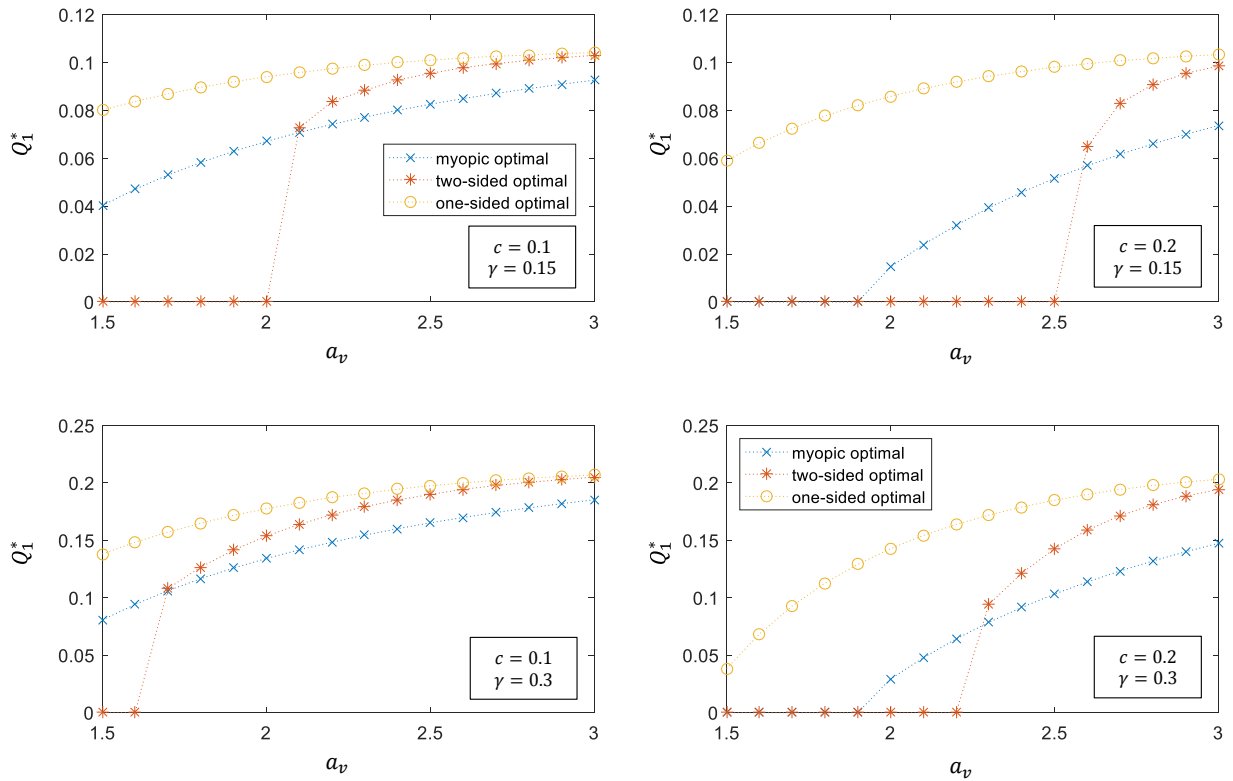 0.12
0.1
0.08
0.06
0.04
0.02
0
Q₁*
1.5
2
2.5
3
aᵥ
myopic optimal
two-sided optimal
one-sided optimal
c = 0.1
γ = 0.15
0.12
0.1
0.08
0.06
0.04
0.02
0
Q₁*
1.5
2
2.5
3
aᵥ
c = 0.2
γ = 0.15
0.25
0.2
0.15
0.1
0.05
0
Q₁*
1.5
2
2.5
3
aᵥ
c = 0.1
γ = 0.3
0.25
0.2
0.15
0.1
0.05
0
Q₁*
1.5
2
2.5
3
aᵥ
myopic optimal
two-sided optimal
one-sided optimal
c = 0.2
γ = 0.3